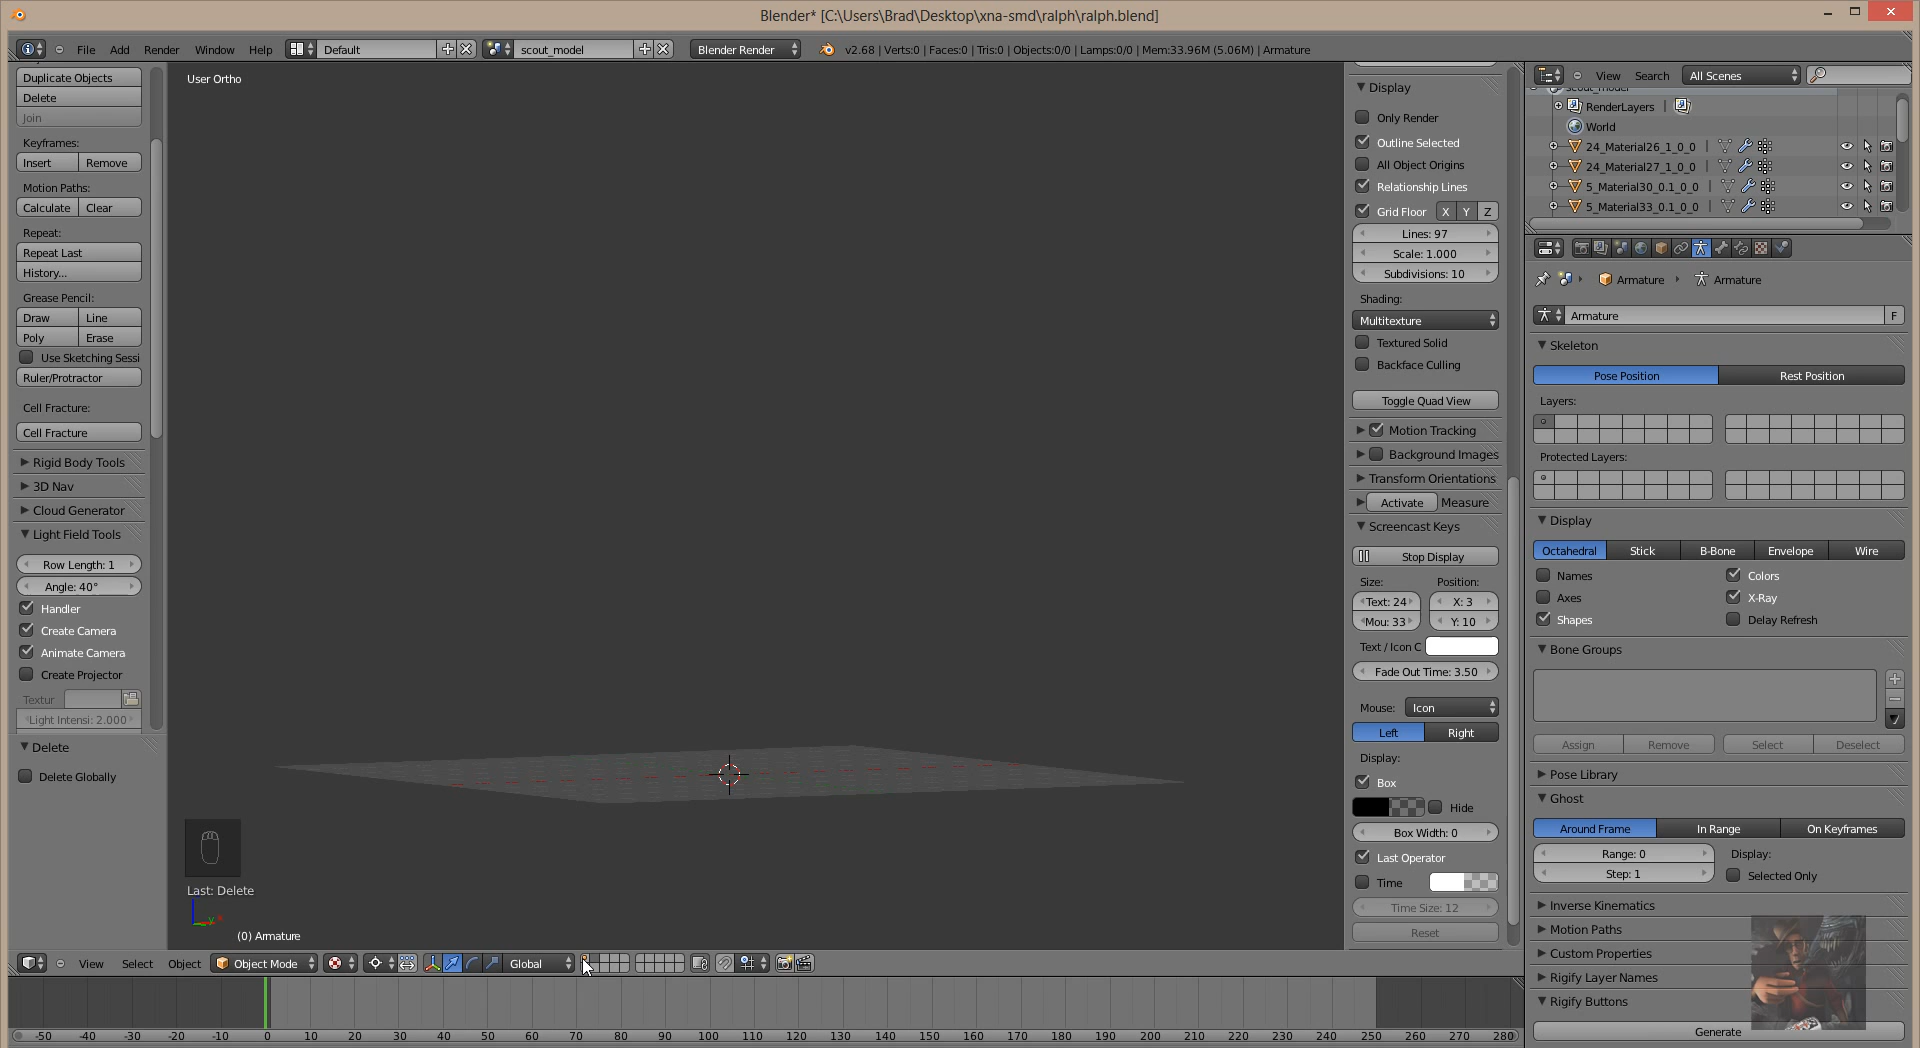 Blender* [C:\Users\Brad\Desktop\xna-smd\ralph\ralph.blend]
File Add Render Window Help Default scout_model Blender Render v2.68 | Verts:0 | Faces:0 | Tris:0 | Objects:0/0 | Lamps:0/0 | Mem:33.96M (5.06M) | Armature
Duplicate Objects
Delete
Join
Keyframes:
Insert Remove
Motion Paths:
Calculate Clear
Repeat:
Repeat Last
History...
Grease Pencil:
Draw Line
Poly Erase
Use Sketching Sessi
Ruler/Protractor
Cell Fracture:
Cell Fracture
Rigid Body Tools
3D Nav
Cloud Generator
Light Field Tools
Row Length: 1
Angle: 40°
Handler
Create Camera
Animate Camera
Create Projector
Textur
Light Intensi: 2.000
Delete
Delete Globally
User Ortho
Last: Delete
(0) Armature
Display
Only Render
Outline Selected
All Object Origins
Relationship Lines
Grid Floor X Y Z
Lines: 97
Scale: 1.000
Subdivisions: 10
Shading:
Multitexture
Textured Solid
Backface Culling
Toggle Quad View
Motion Tracking
Background Images
Transform Orientations
Activate Measure
Screencast Keys
Stop Display
Size: Position:
Text: 24 X: 3
Mou: 33 Y: 10
Text / Icon C
Fade Out Time: 3.50
Mouse: Icon
Left Right
Display:
Box
Hide
Box Width: 0
Last Operator
Time
Time Size: 12
Reset
View Search All Scenes
scout_model
RenderLayers |
World
24_Material26_1_0_0 |
24_Material27_1_0_0 |
5_Material30_0.1_0_0 |
5_Material33_0.1_0_0 |
Armature Armature
Armature F
Skeleton
Pose Position Rest Position
Layers:
Protected Layers:
Display
Octahedral Stick B-Bone Envelope Wire
Names Colors
Axes X-Ray
Shapes Delay Refresh
Bone Groups
Assign Remove Select Deselect
Pose Library
Ghost
Around Frame In Range On Keyframes
Range: 0 Display:
Step: 1 Selected Only
Inverse Kinematics
Motion Paths
Custom Properties
Rigify Layer Names
Rigify Buttons
Generate
View Select Object Object Mode Global
-50 -40 -30 -20 -10 0 10 20 30 40 50 60 70 80 90 100 110 120 130 140 150 160 170 180 190 200 210 220 230 240 250 260 270 280